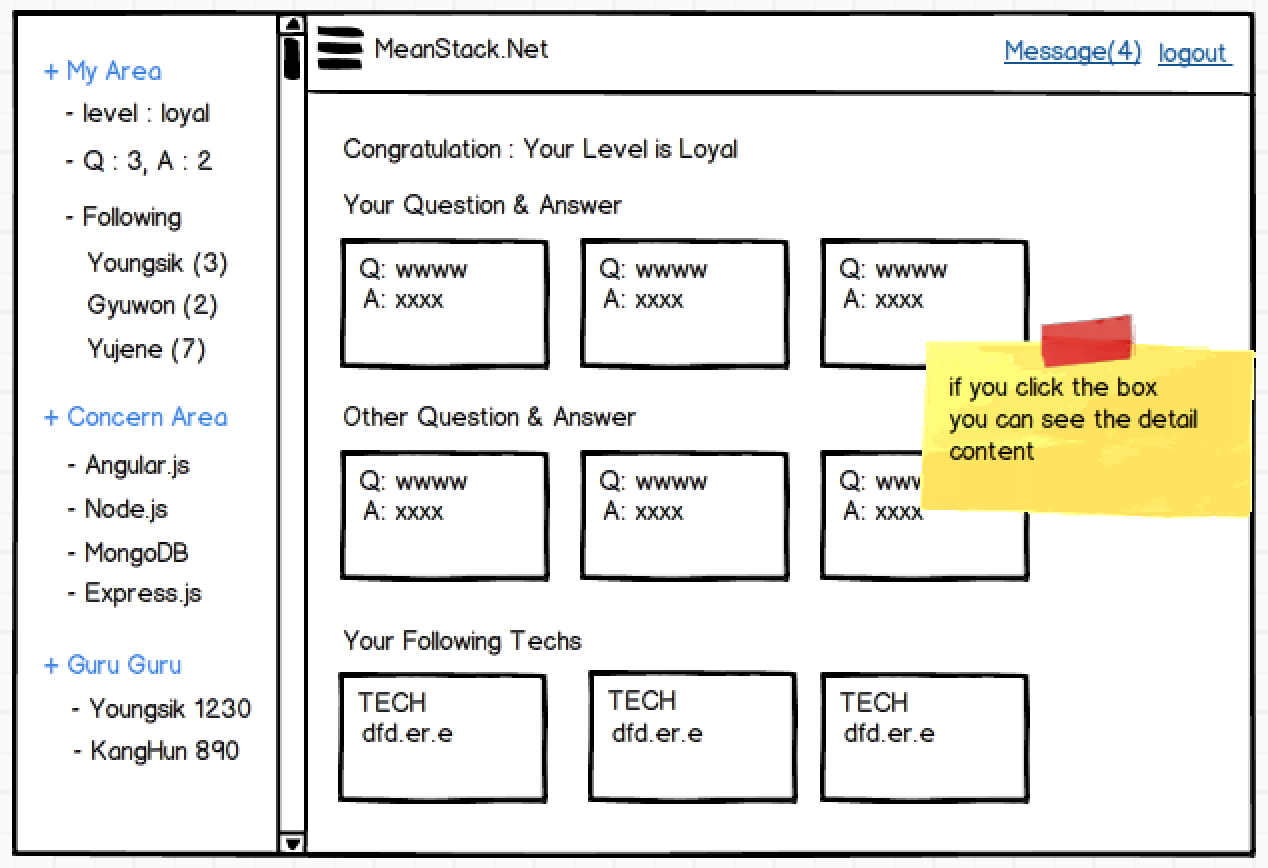 + My Area
- level : loyal
- Q : 3, A : 2
- Following
Youngsik (3)
Gyuwon (2)
Yujene (7)
+ Concern Area
- Angular.js
- Node.js
- MongoDB
- Express.js
+ Guru Guru
- Youngsik 1230
- KangHun 890
MeanStack.Net
Message(4) logout
Congratulation : Your Level is Loyal
Your Question & Answer
Q: wwww
A: xxxx
Q: wwww
A: xxxx
Q: wwww
A: xxxx
if you click the box
you can see the detail
content
Other Question & Answer
Q: wwww
A: xxxx
Q: wwww
A: xxxx
Q:
A: xxxx
Your Following Techs
TECH
dfd.er.e
TECH
dfd.er.e
TECH
dfd.er.e